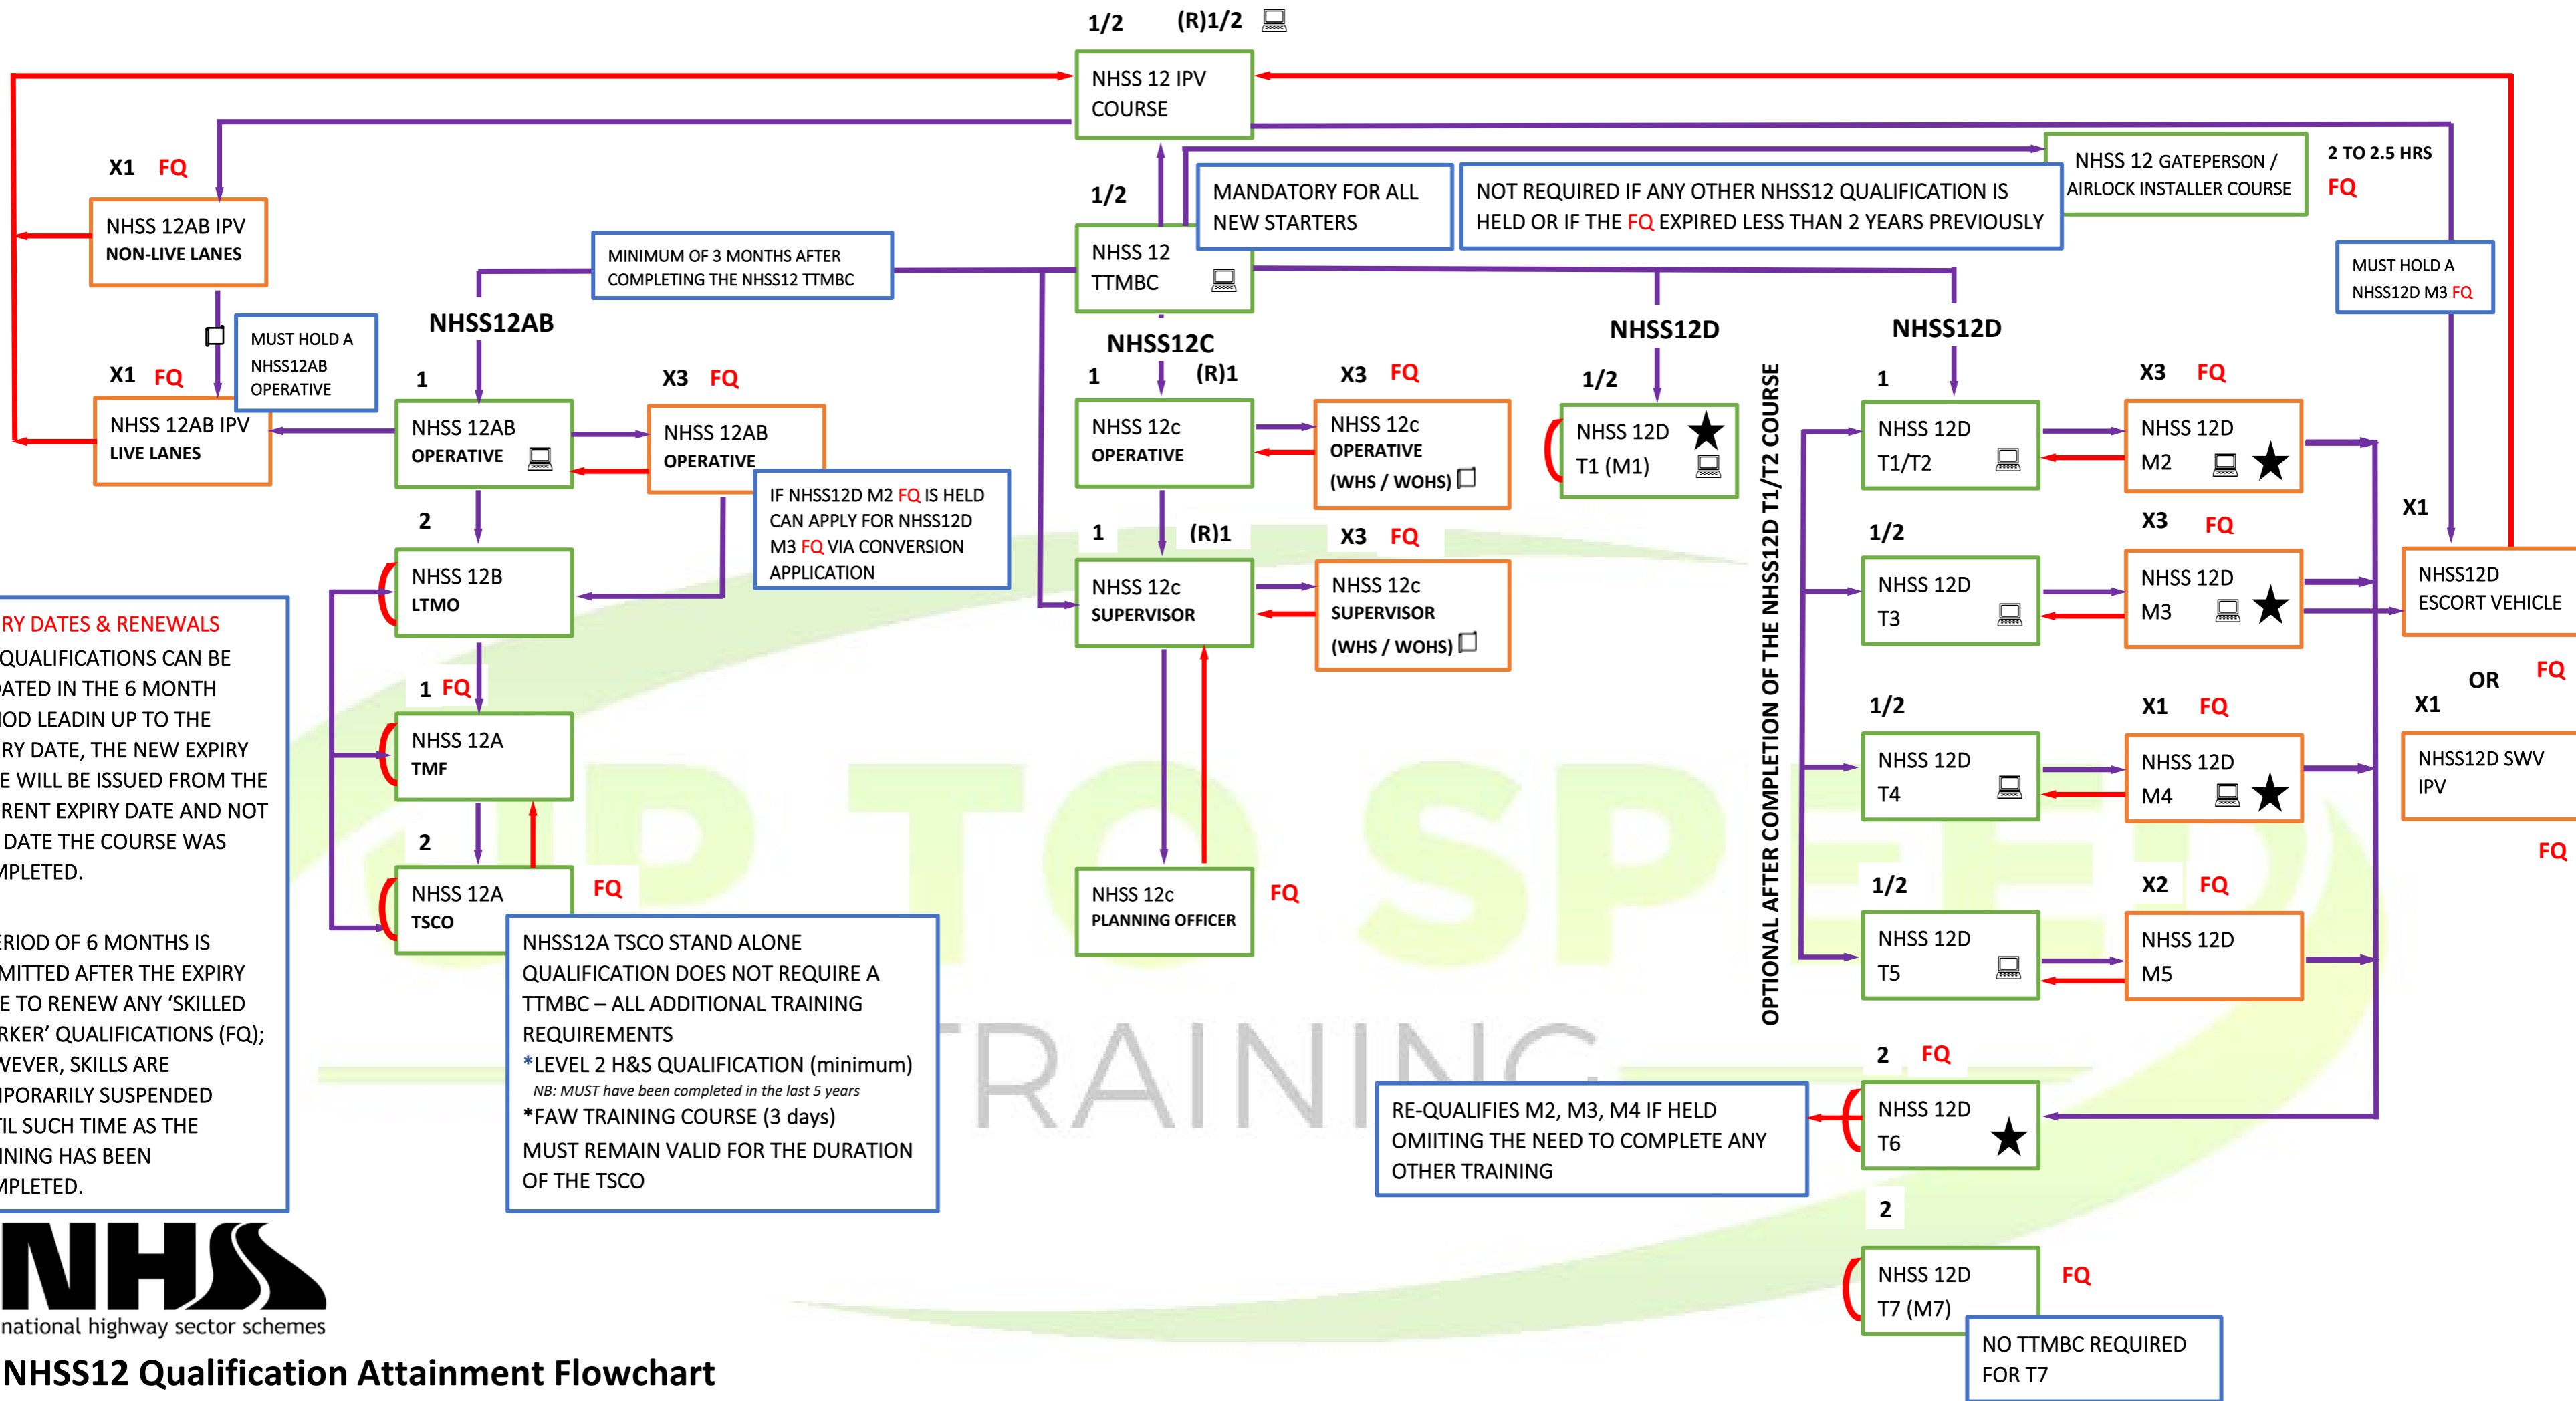 1/2 (R)1/2
NHSS 12 IPV
COURSE
X1 FQ
NHSS 12AB IPV
NON-LIVE LANES
1/2
MANDATORY FOR ALL
NEW STARTERS
NOT REQUIRED IF ANY OTHER NHSS12 QUALIFICATION IS
HELD OR IF THE FQ EXPIRED LESS THAN 2 YEARS PREVIOUSLY
NHSS 12 GATEPERSON /
AIRLOCK INSTALLER COURSE
2 TO 2.5 HRS
FQ
NHSS 12
TTMBC
MINIMUM OF 3 MONTHS AFTER
COMPLETING THE NHSS12 TTMBC
MUST HOLD A
NHSS12D M3 FQ
MUST HOLD A
NHSS12AB
OPERATIVE
X1 FQ
NHSS 12AB IPV
LIVE LANES
NHSS12AB
1
NHSS 12AB
OPERATIVE
X3 FQ
NHSS 12AB
OPERATIVE
IF NHSS12D M2 FQ IS HELD
CAN APPLY FOR NHSS12D
M3 FQ VIA CONVERSION
APPLICATION
2
NHSS 12B
LTMO
1 FQ
NHSS 12A
TMF
2
NHSS 12A
TSCO
FQ
NHSS12A TSCO STAND ALONE
QUALIFICATION DOES NOT REQUIRE A
TTMBC – ALL ADDITIONAL TRAINING
REQUIREMENTS
*LEVEL 2 H&S QUALIFICATION (minimum)
NB: MUST have been completed in the last 5 years
*FAW TRAINING COURSE (3 days)
MUST REMAIN VALID FOR THE DURATION
OF THE TSCO
NHSS12C
1 (R)1
NHSS 12c
OPERATIVE
X3 FQ
NHSS 12c
OPERATIVE
(WHS / WOHS)
1 (R)1
NHSS 12c
SUPERVISOR
X3 FQ
NHSS 12c
SUPERVISOR
(WHS / WOHS)
NHSS 12c
PLANNING OFFICER
FQ
NHSS12D
1/2
NHSS 12D
T1 (M1)
OPTIONAL AFTER COMPLETION OF THE NHSS12D T1/T2 COURSE
NHSS12D
1
NHSS 12D
T1/T2
X3 FQ
NHSS 12D
M2
1/2
NHSS 12D
T3
X3 FQ
NHSS 12D
M3
1/2
NHSS 12D
T4
X1 FQ
NHSS 12D
M4
1/2
NHSS 12D
T5
X2 FQ
NHSS 12D
M5
X1
NHSS12D
ESCORT VEHICLE
FQ
OR
X1
NHSS12D SWV
IPV
FQ
2 FQ
NHSS 12D
T6
RE-QUALIFIES M2, M3, M4 IF HELD
OMIITING THE NEED TO COMPLETE ANY
OTHER TRAINING
2
NHSS 12D
T7 (M7)
FQ
NO TTMBC REQUIRED
FOR T7
RY DATES & RENEWALS
QUALIFICATIONS CAN BE
DATED IN THE 6 MONTH
IOD LEADIN UP TO THE
RY DATE, THE NEW EXPIRY
E WILL BE ISSUED FROM THE
RENT EXPIRY DATE AND NOT
DATE THE COURSE WAS
MPLETED.
ERIOD OF 6 MONTHS IS
MITTED AFTER THE EXPIRY
E TO RENEW ANY ‘SKILLED
RKER’ QUALIFICATIONS (FQ);
WEVER, SKILLS ARE
MPORARILY SUSPENDED
TIL SUCH TIME AS THE
INING HAS BEEN
MPLETED.
UP TO SPEED
TRAINING
NHSS
national highway sector schemes
NHSS12 Qualification Attainment Flowchart